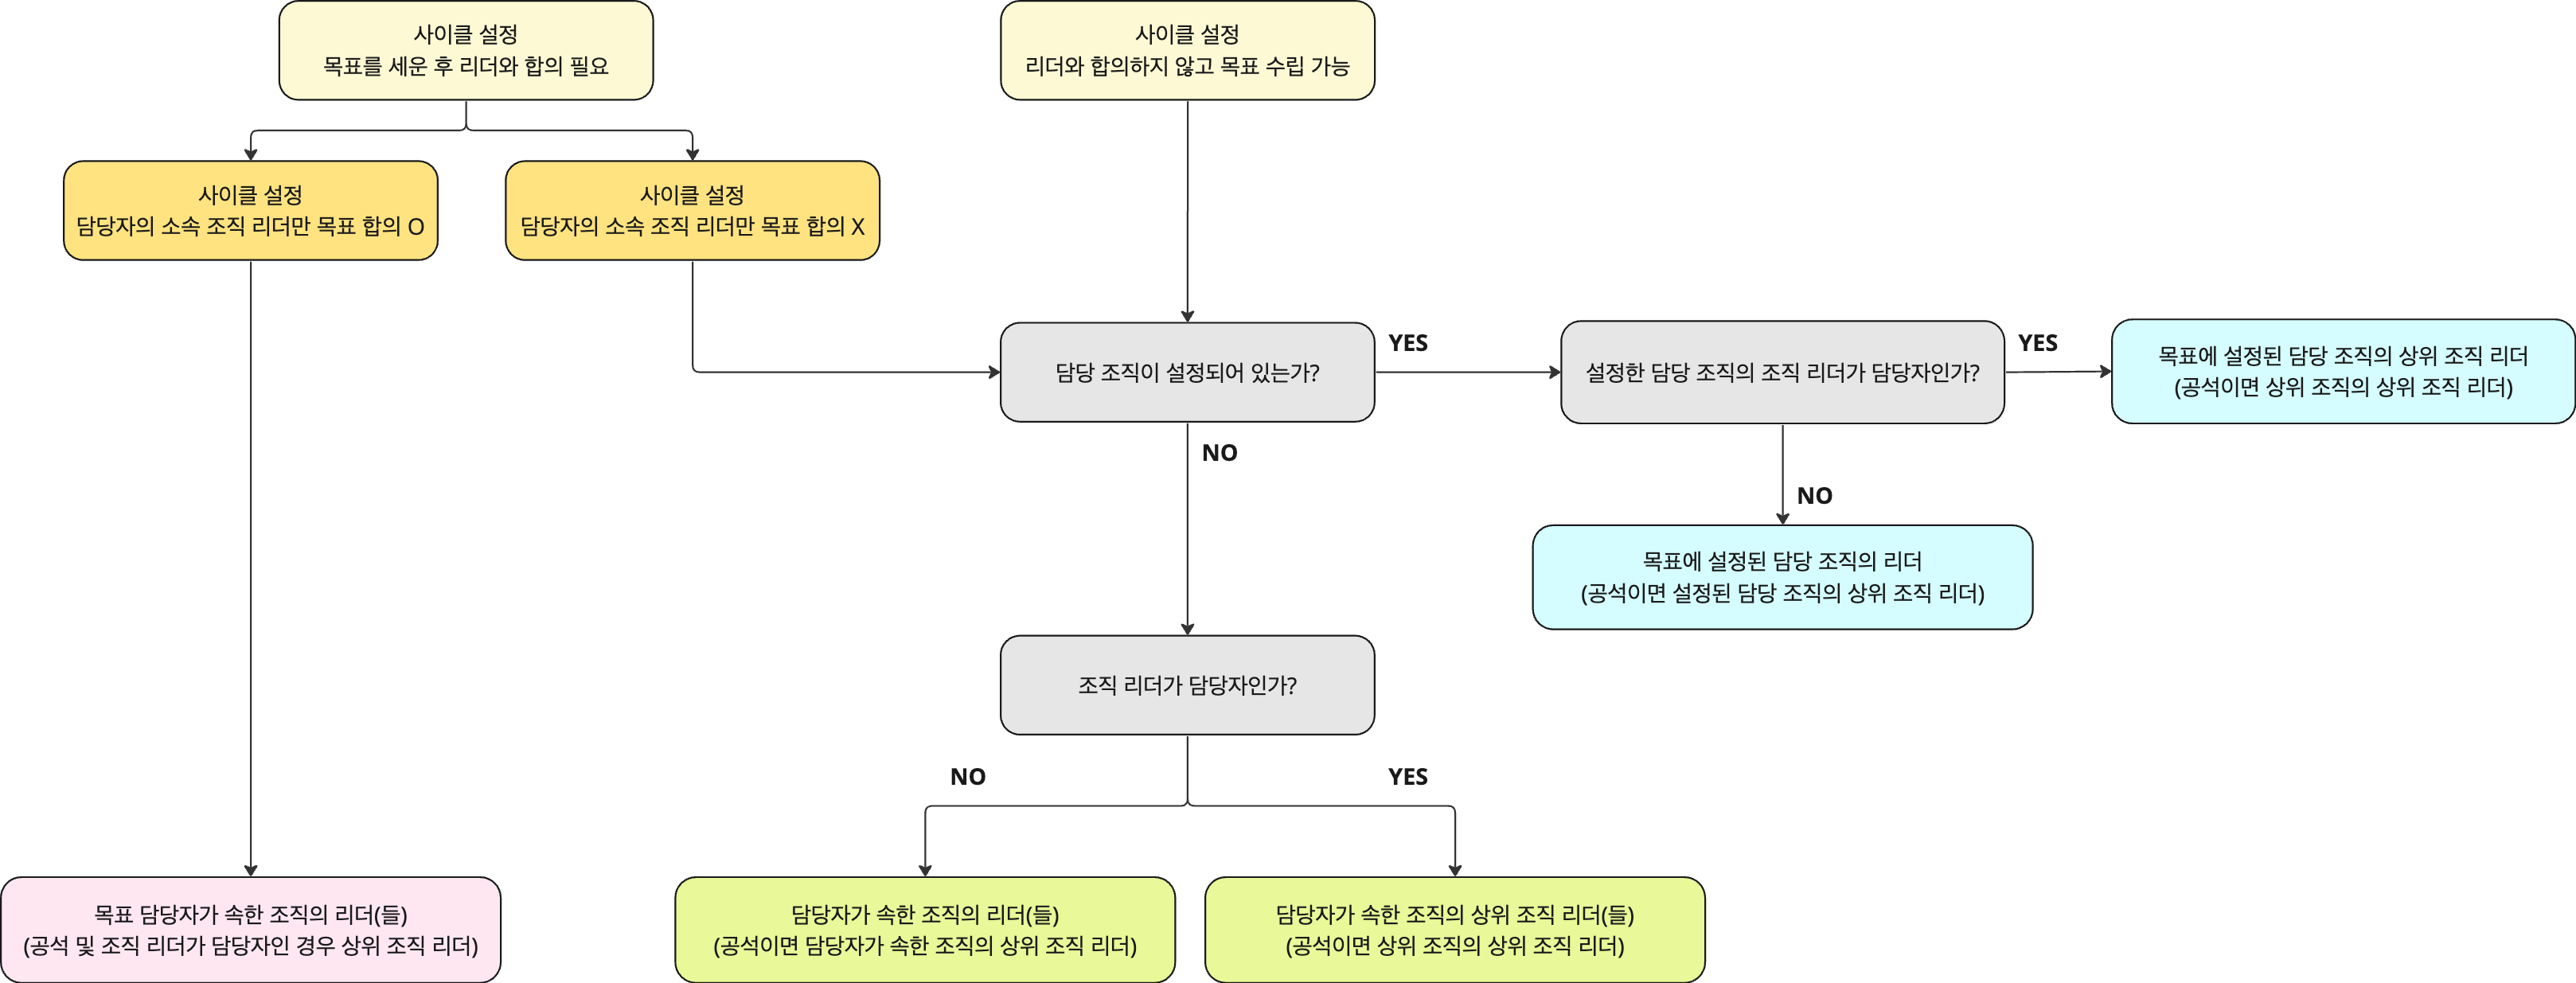 사이클 설정
목표를 세운 후 리더와 합의 필요
사이클 설정
리더와 합의하지 않고 목표 수립 가능
사이클 설정
담당자의 소속 조직 리더만 목표 합의 O
사이클 설정
담당자의 소속 조직 리더만 목표 합의 X
담당 조직이 설정되어 있는가?
YES
설정한 담당 조직의 조직 리더가 담당자인가?
YES
목표에 설정된 담당 조직의 상위 조직 리더
(공석이면 상위 조직의 상위 조직 리더)
NO
NO
목표에 설정된 담당 조직의 리더
(공석이면 설정된 담당 조직의 상위 조직 리더)
조직 리더가 담당자인가?
NO
YES
목표 담당자가 속한 조직의 리더(들)
(공석 및 조직 리더가 담당자인 경우 상위 조직 리더)
담당자가 속한 조직의 리더(들)
(공석이면 담당자가 속한 조직의 상위 조직 리더)
담당자가 속한 조직의 상위 조직 리더(들)
(공석이면 상위 조직의 상위 조직 리더)